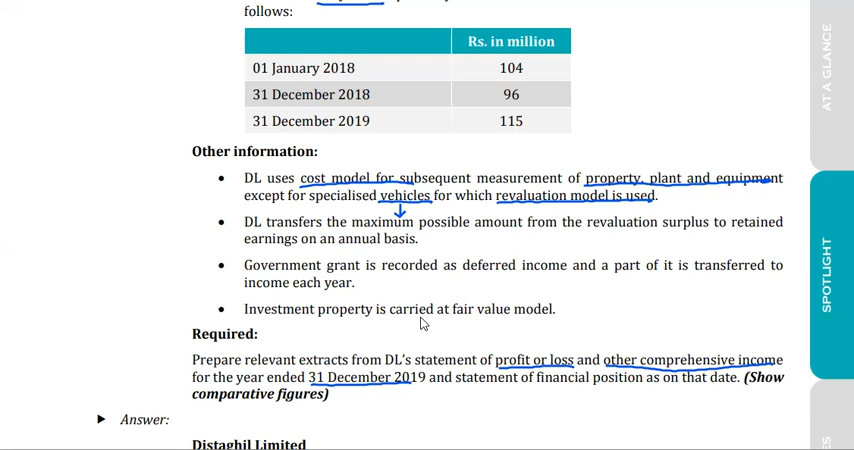 follows:
Rs. in million
01 January 2018 104
31 December 2018 96
31 December 2019 115
Other information:
• DL uses cost model for subsequent measurement of property, plant and equipment
except for specialised vehicles for which revaluation model is used.
• DL transfers the maximum possible amount from the revaluation surplus to retained
earnings on an annual basis.
• Government grant is recorded as deferred income and a part of it is transferred to
income each year.
• Investment property is carried at fair value model.
Required:
Prepare relevant extracts from DL's statement of profit or loss and other comprehensive income
for the year ended 31 December 2019 and statement of financial position as on that date. (Show
comparative figures)
Answer:
Distaghil Limited
AT A GLANCE
SPOTLIGHT